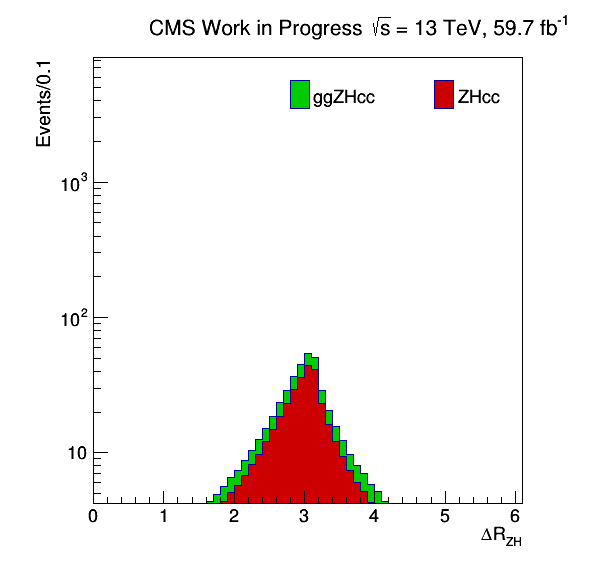 CMS Work in Progress √s = 13 TeV, 59.7 fb⁻¹
Events/0.1
ggZHcc ZHcc
10³
10²
10
0 1 2 3 4 5 6
ΔR_ZH